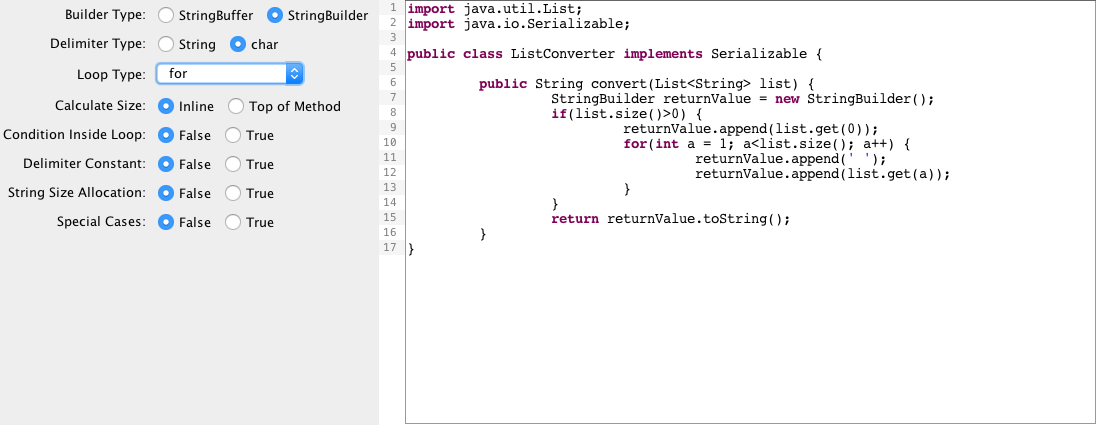 Builder Type: StringBuffer StringBuilder
Delimiter Type: String char
Loop Type: for
Calculate Size: Inline Top of Method
Condition Inside Loop: False True
Delimiter Constant: False True
String Size Allocation: False True
Special Cases: False True
1 import java.util.List;
2 import java.io.Serializable;
3
4 public class ListConverter implements Serializable {
5
6 public String convert(List<String> list) {
7 StringBuilder returnValue = new StringBuilder();
8 if(list.size()>0) {
9 returnValue.append(list.get(0));
10 for(int a = 1; a<list.size(); a++) {
11 returnValue.append(' ');
12 returnValue.append(list.get(a));
13 }
14 }
15 return returnValue.toString();
16 }
17 }